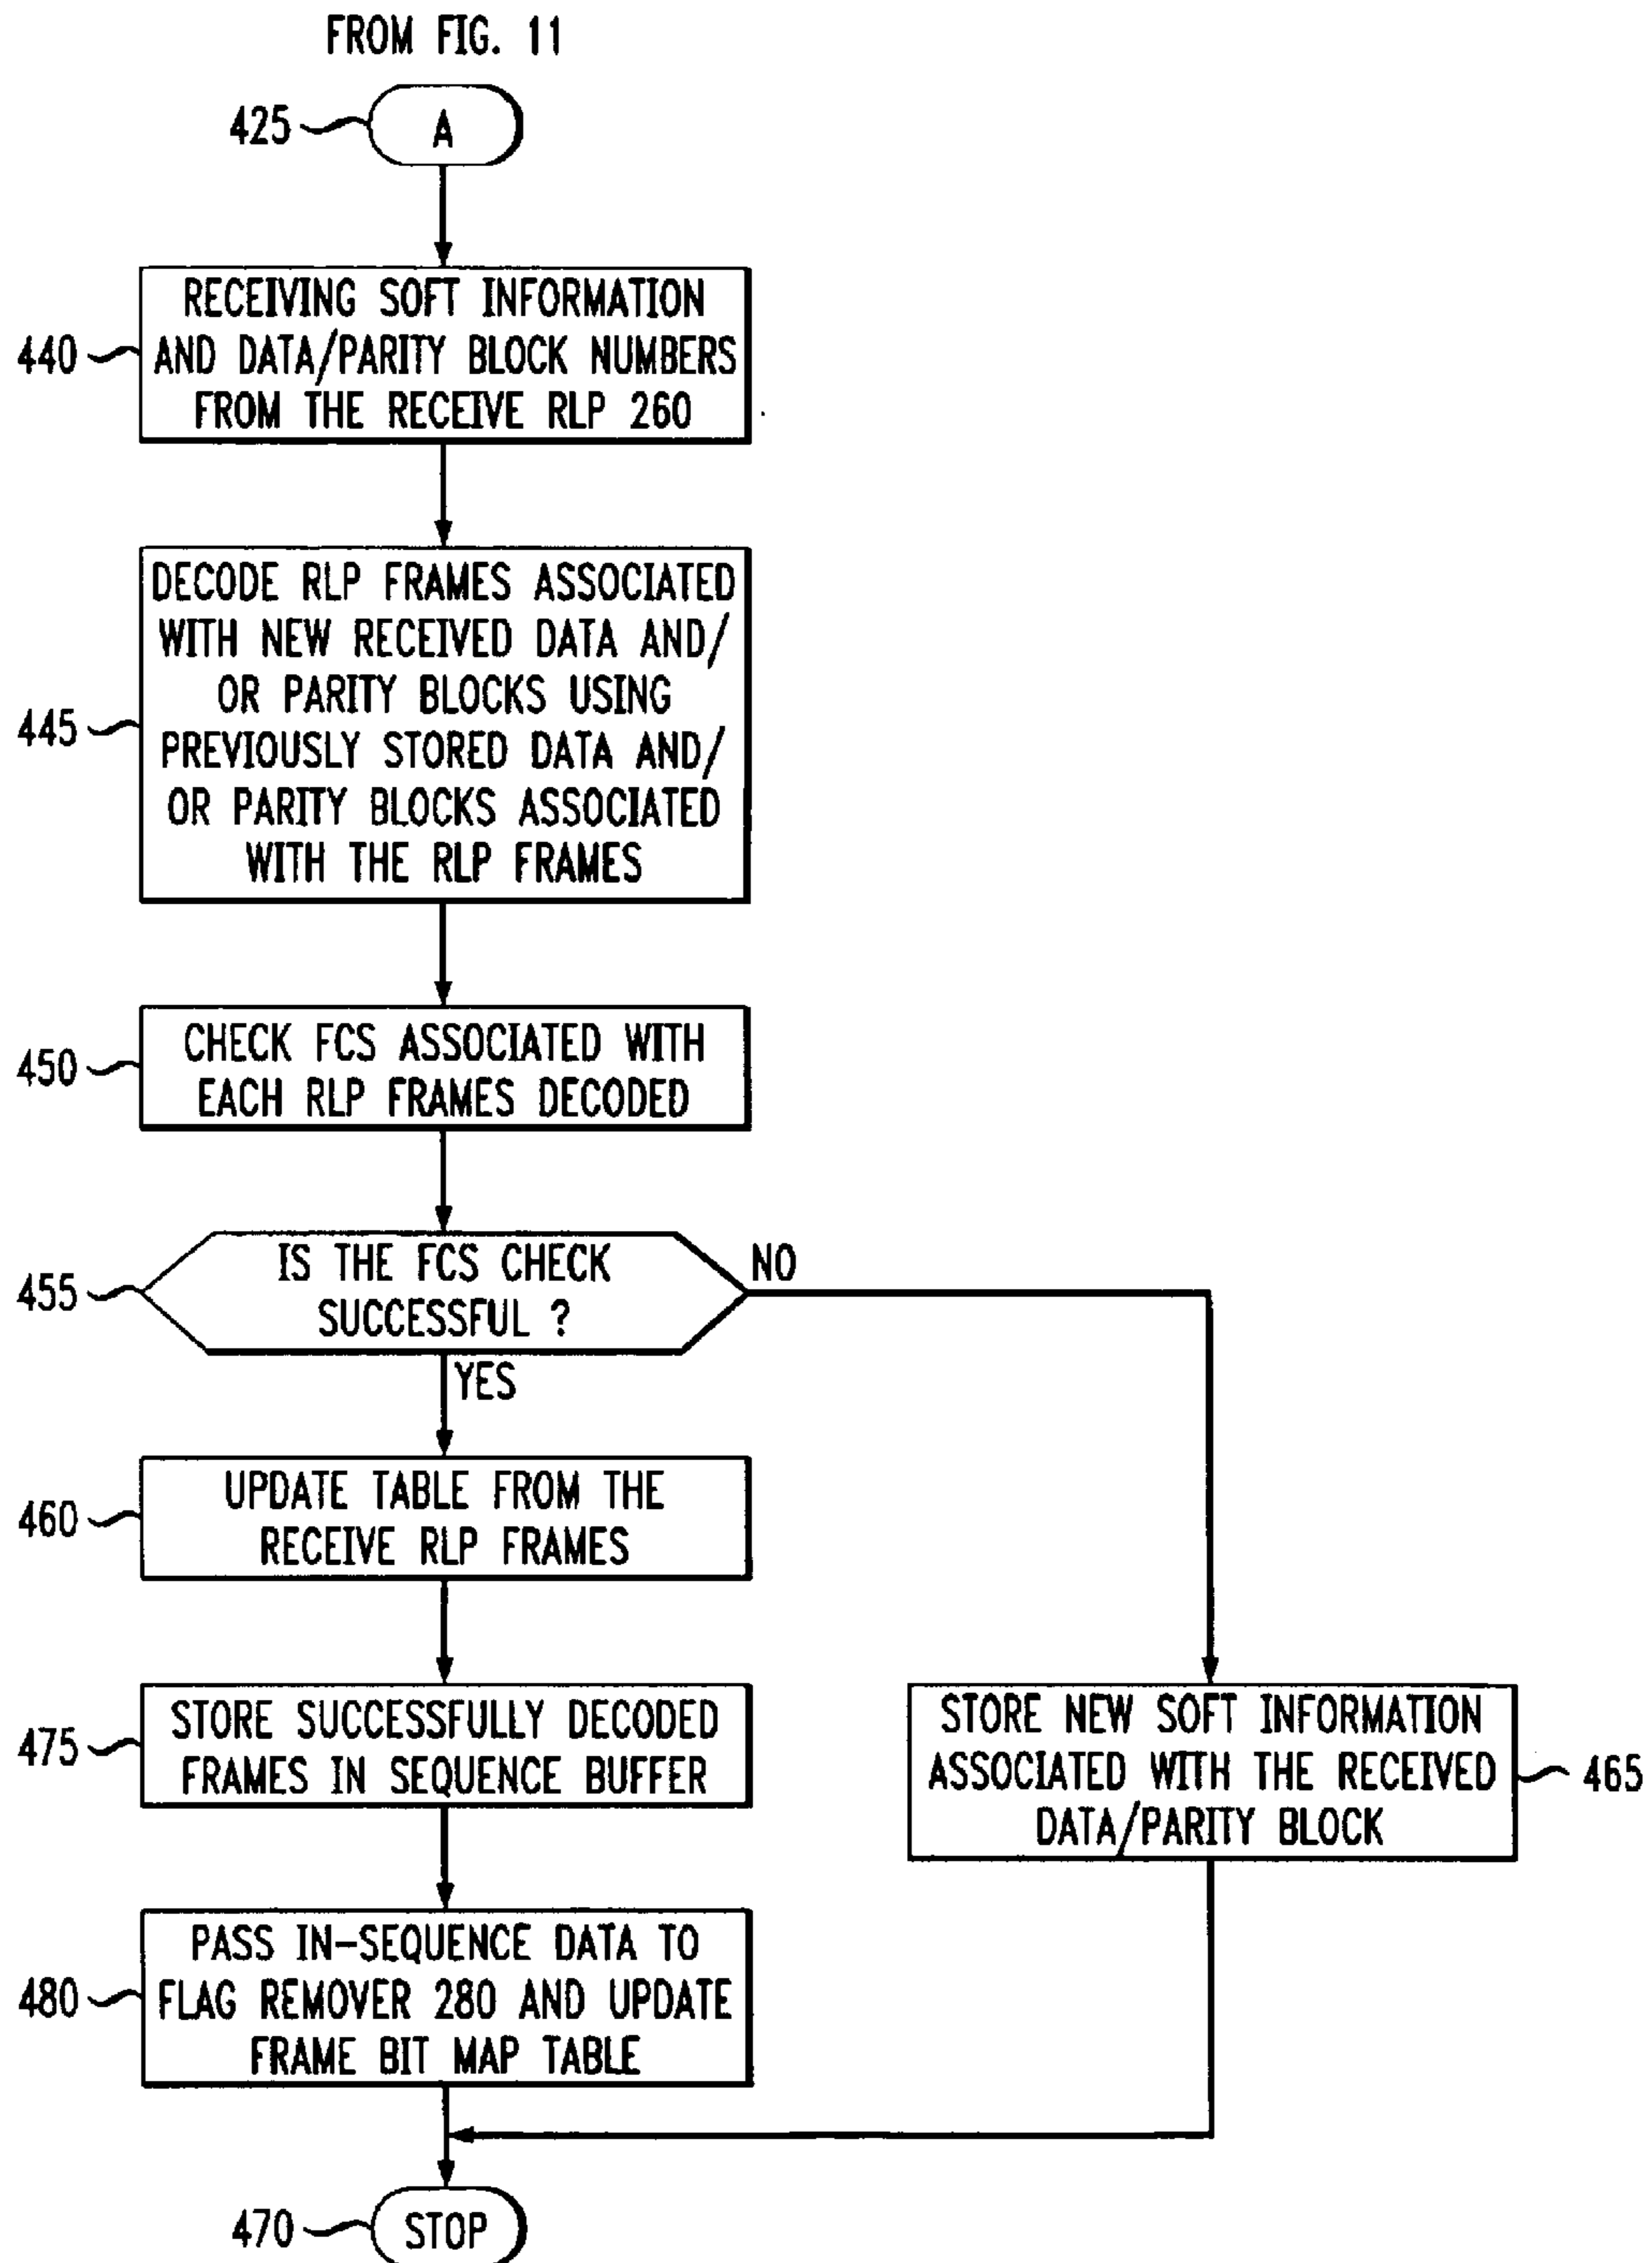 FROM FIG. 11
425
A
440
RECEIVING SOFT INFORMATION
AND DATA/PARITY BLOCK NUMBERS
FROM THE RECEIVE RLP 260
445
DECODE RLP FRAMES ASSOCIATED
WITH NEW RECEIVED DATA AND/
OR PARITY BLOCKS USING
PREVIOUSLY STORED DATA AND/
OR PARITY BLOCKS ASSOCIATED
WITH THE RLP FRAMES
450
CHECK FCS ASSOCIATED WITH
EACH RLP FRAMES DECODED
455
IS THE FCS CHECK
SUCCESSFUL ?
NO
YES
460
UPDATE TABLE FROM THE
RECEIVE RLP FRAMES
475
STORE SUCCESSFULLY DECODED
FRAMES IN SEQUENCE BUFFER
STORE NEW SOFT INFORMATION
ASSOCIATED WITH THE RECEIVED
DATA/PARITY BLOCK
465
480
PASS IN-SEQUENCE DATA TO
FLAG REMOVER 280 AND UPDATE
FRAME BIT MAP TABLE
470
STOP